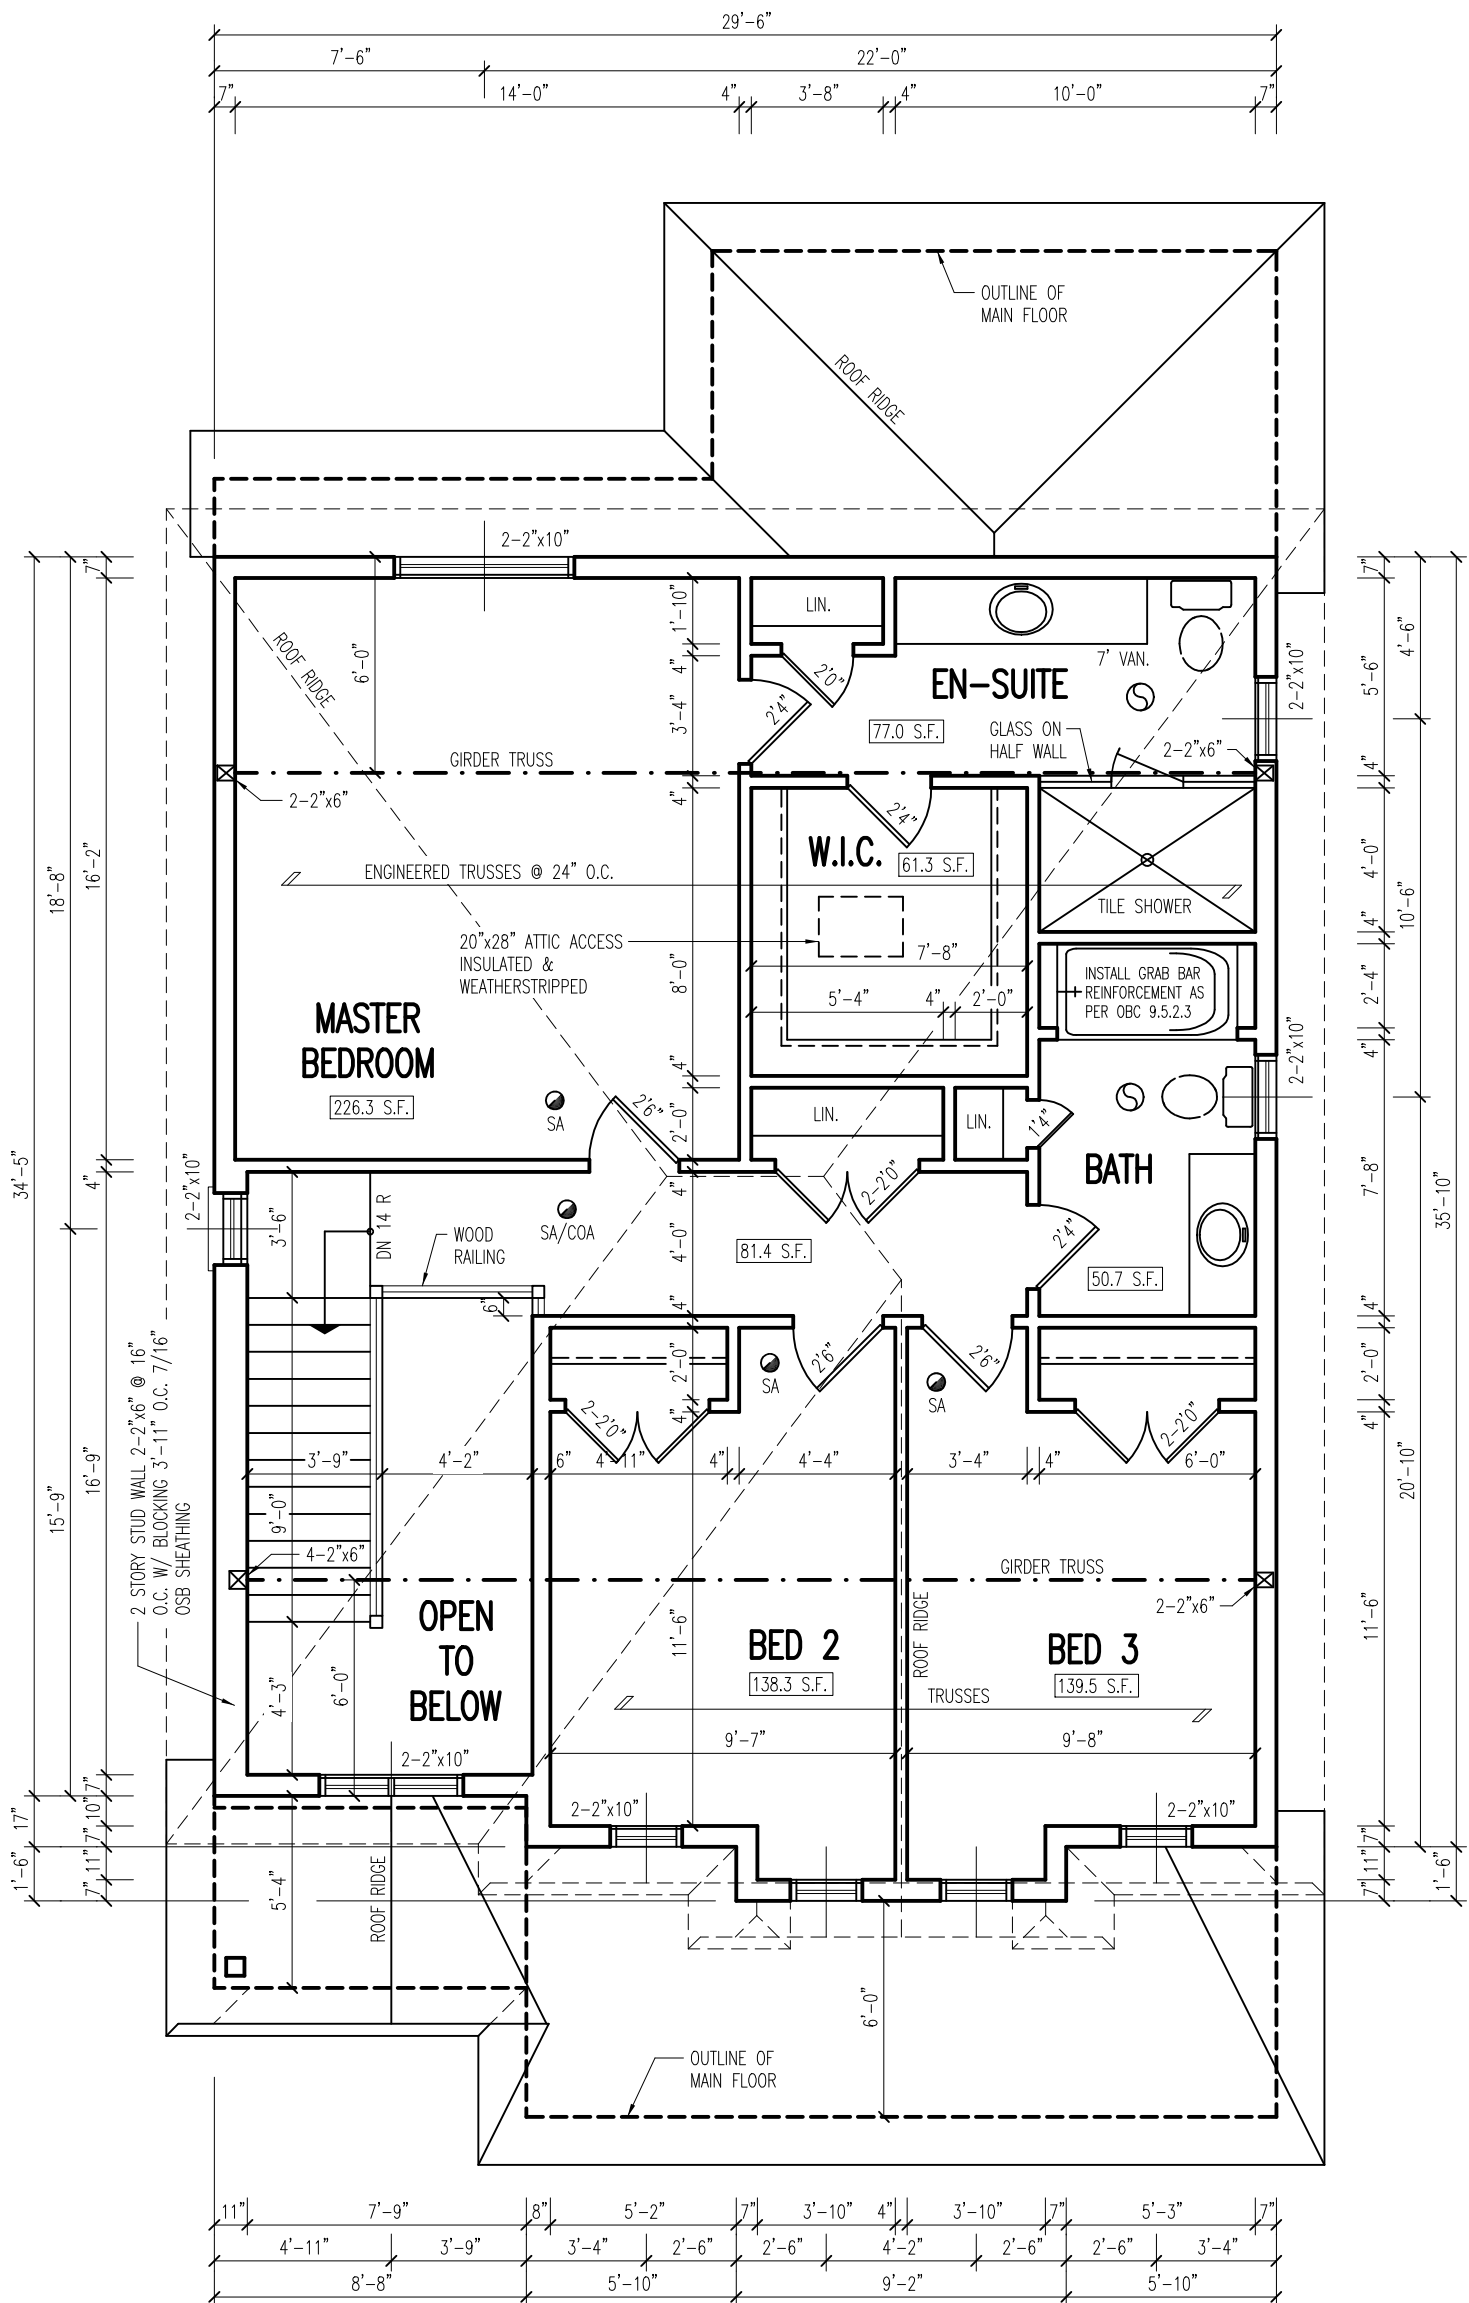 29'-6"
7'-6" 22'-0"
7" 14'-0" 4" 3'-8" 4" 10'-0" 7"
OUTLINE OF
MAIN FLOOR
ROOF RIDGE
2-2"x10"
ROOF RIDGE
6'-0"
1'-10"
4"
3'-4"
4"
8'-0"
4"
2'-0"
4"
4'-0"
4"
2'-0"
4"
11'-6"
LIN.
2'0"
2'4"
7' VAN.
EN-SUITE
77.0 S.F.
GLASS ON
HALF WALL
2-2"x6"
2-2"x10"
GIRDER TRUSS
2-2"x6"
2'4"
W.I.C.
61.3 S.F.
ENGINEERED TRUSSES @ 24" O.C.
TILE SHOWER
20"x28" ATTIC ACCESS
INSULATED &
WEATHERSTRIPPED
7'-8"
5'-4" 4" 2'-0"
INSTALL GRAB BAR
REINFORCEMENT AS
PER OBC 9.5.2.3
MASTER
BEDROOM
226.3 S.F.
SA
2'6"
LIN.
LIN.
1'4"
2-2"x10"
BATH
2-2'0"
2'4"
50.7 S.F.
2-2"x10"
3'-6"
DN 14 R
SA/COA
WOOD
RAILING
81.4 S.F.
6"
2'6"
SA
2'6"
SA
2-2'0"
2-2'0"
3'-9" 4'-2" 6" 4'-11" 4" 4'-4" 3'-4" 4" 6'-0"
9'-0"
4-2"x6"
GIRDER TRUSS
2-2"x6"
OPEN
TO
BELOW
4'-3"
6'-0"
2-2"x10"
BED 2
138.3 S.F.
ROOF RIDGE
BED 3
139.5 S.F.
TRUSSES
9'-7" 9'-8"
2-2"x10"
2-2"x10"
2 STORY STUD WALL 2-2"x6" @ 16"
O.C. W/ BLOCKING 3'-11" O.C. 7/16"
OSB SHEATHING
34'-5"
17"
1'-6"
18'-8"
15'-9"
7"
16'-2"
4"
16'-9"
7"
10"
7"
11"
7"
7"
5'-6"
4"
4'-0"
4"
2'-4"
4"
7'-8"
4"
2'-0"
4"
11'-6"
7"
11"
7"
4'-6"
10'-6"
20'-10"
35'-10"
1'-6"
5'-4"
ROOF RIDGE
6'-0"
OUTLINE OF
MAIN FLOOR
11" 7'-9" 8" 5'-2" 7" 3'-10" 4" 3'-10" 7" 5'-3" 7"
4'-11" 3'-9" 3'-4" 2'-6" 2'-6" 4'-2" 2'-6" 2'-6" 3'-4"
8'-8" 5'-10" 9'-2" 5'-10"